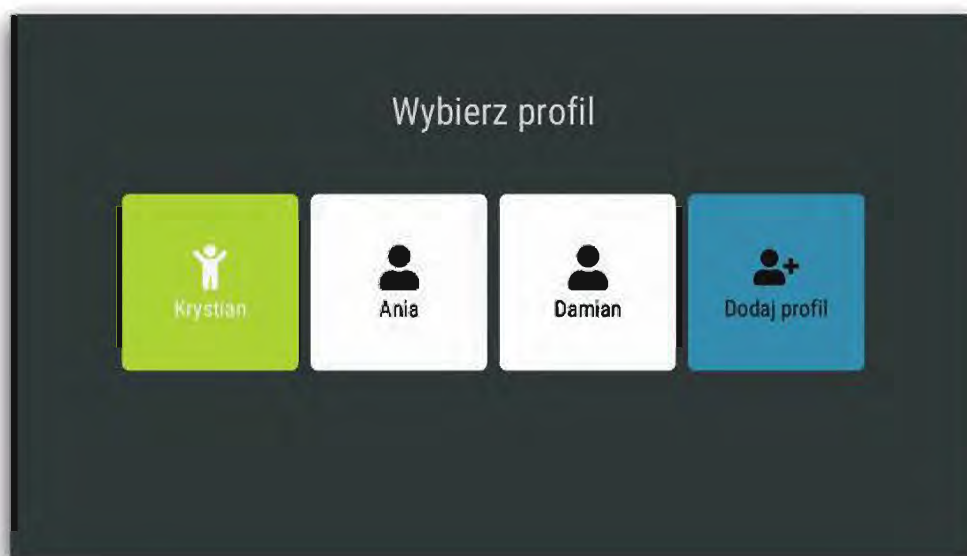 Wybierz profil
Krystian
Ania
Damian
Dodaj profil